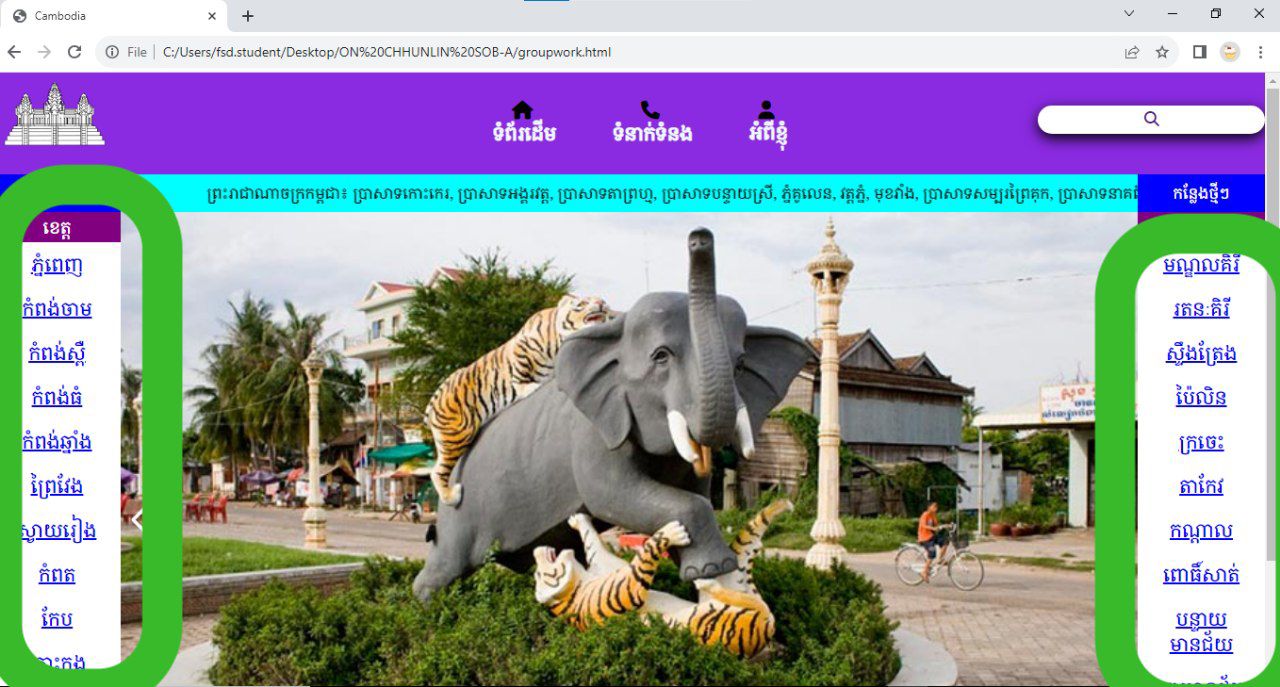 Cambodia
File
C:/Users/fsd.student/Desktop/ON%20CHHUNLIN%20SOB-A/groupwork.html
ទំព័រដើម
ទំនាក់ទំនង
អំពីខ្ញុំ
ព្រះរាជាណាចក្រកម្ពុជា៖ ប្រាសាទកោះកេរ, ប្រាសាទអង្គរវត្ត, ប្រាសាទតាព្រហ្ម, ប្រាសាទបន្ទាយស្រី, ភ្នំគូលេន, វត្តភ្នំ, មុខវាំង, ប្រាសាទសម្បូរព្រៃគុក,
កន្លែងថ្មីៗ
ខេត្ត
ភ្នំពេញ
កំពង់ចាម
កំពង់ស្ពឺ
កំពង់ធំ
កំពង់ឆ្នាំង
ព្រៃវែង
ស្វាយរៀង
កំពត
កែប
មណ្ឌលគិរី
រតនៈគិរី
ស្ទឹងត្រែង
ប៉ៃលិន
ក្រចេះ
តាកែវ
កណ្តាល
ពោធិ៍សាត់
បន្ទាយ
មានជ័យ